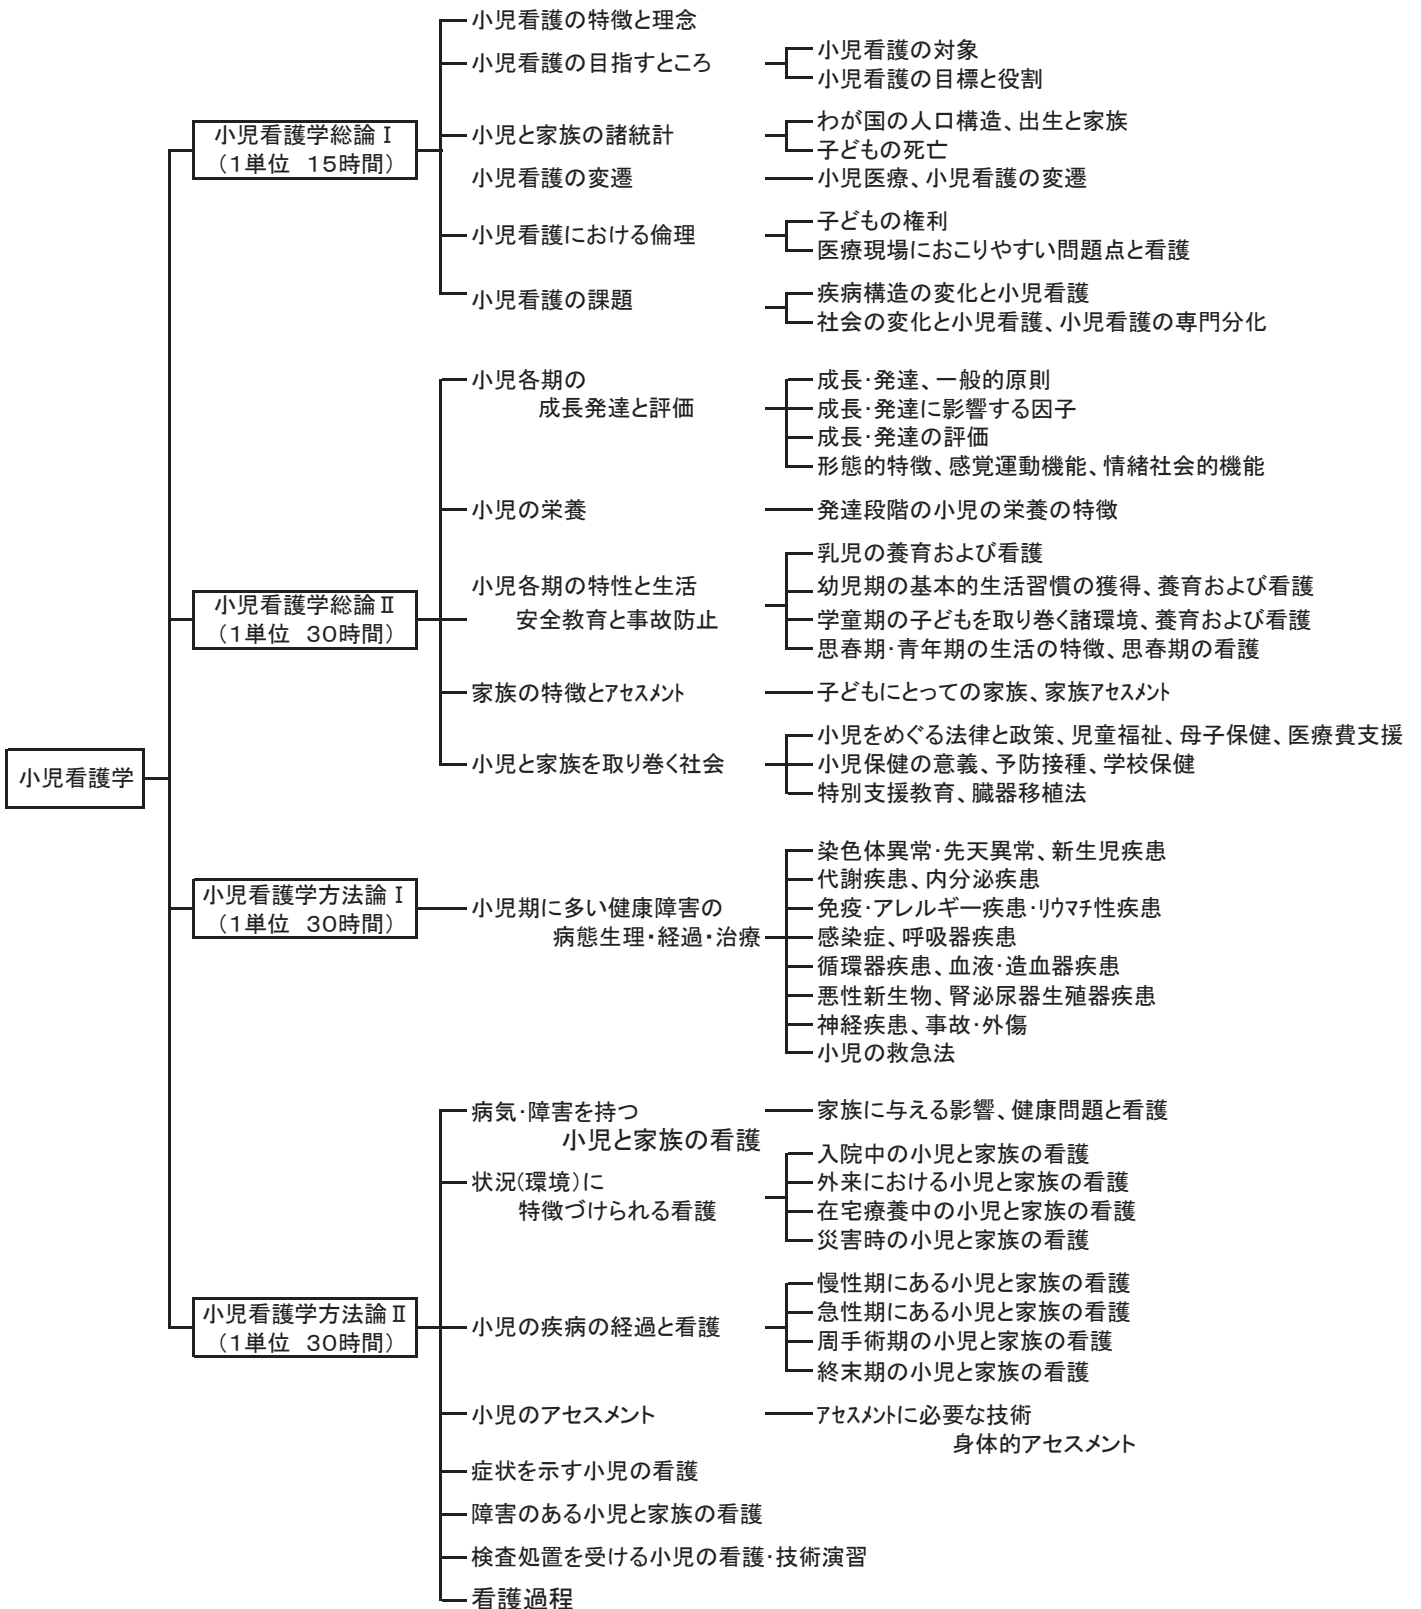 小児看護学
小児看護学総論Ⅰ
（1単位　15時間）
小児看護の特徴と理念
小児看護の目指すところ
小児看護の対象
小児看護の目標と役割
小児と家族の諸統計
わが国の人口構造、出生と家族
子どもの死亡
小児看護の変遷
小児医療、小児看護の変遷
小児看護における倫理
子どもの権利
医療現場におこりやすい問題点と看護
小児看護の課題
疾病構造の変化と小児看護
社会の変化と小児看護、小児看護の専門分化
小児看護学総論Ⅱ
（1単位　30時間）
小児各期の
成長発達と評価
成長･発達、一般的原則
成長･発達に影響する因子
成長･発達の評価
形態的特徴、感覚運動機能、情緒社会的機能
小児の栄養
発達段階の小児の栄養の特徴
小児各期の特性と生活
安全教育と事故防止
乳児の養育および看護
幼児期の基本的生活習慣の獲得、養育および看護
学童期の子どもを取り巻く諸環境、養育および看護
思春期･青年期の生活の特徴、思春期の看護
家族の特徴とｱｾｽﾒﾝﾄ
子どもにとっての家族、家族ｱｾｽﾒﾝﾄ
小児と家族を取り巻く社会
小児をめぐる法律と政策、児童福祉、母子保健、医療費支援
小児保健の意義、予防接種、学校保健
特別支援教育、臓器移植法
小児看護学方法論Ⅰ
（1単位　30時間）
小児期に多い健康障害の
病態生理・経過・治療
染色体異常･先天異常、新生児疾患
代謝疾患、内分泌疾患
免疫･アレルギー疾患･ﾘｳﾏﾁ性疾患
感染症、呼吸器疾患
循環器疾患、血液･造血器疾患
悪性新生物、腎泌尿器生殖器疾患
神経疾患、事故･外傷
小児の救急法
小児看護学方法論Ⅱ
（1単位　30時間）
病気･障害を持つ
小児と家族の看護
家族に与える影響、健康問題と看護
状況(環境）に
特徴づけられる看護
入院中の小児と家族の看護
外来における小児と家族の看護
在宅療養中の小児と家族の看護
災害時の小児と家族の看護
小児の疾病の経過と看護
慢性期にある小児と家族の看護
急性期にある小児と家族の看護
周手術期の小児と家族の看護
終末期の小児と家族の看護
小児のアセスメント
ｱｾｽﾒﾝﾄに必要な技術
身体的アセスメント
症状を示す小児の看護
障害のある小児と家族の看護
検査処置を受ける小児の看護･技術演習
看護過程